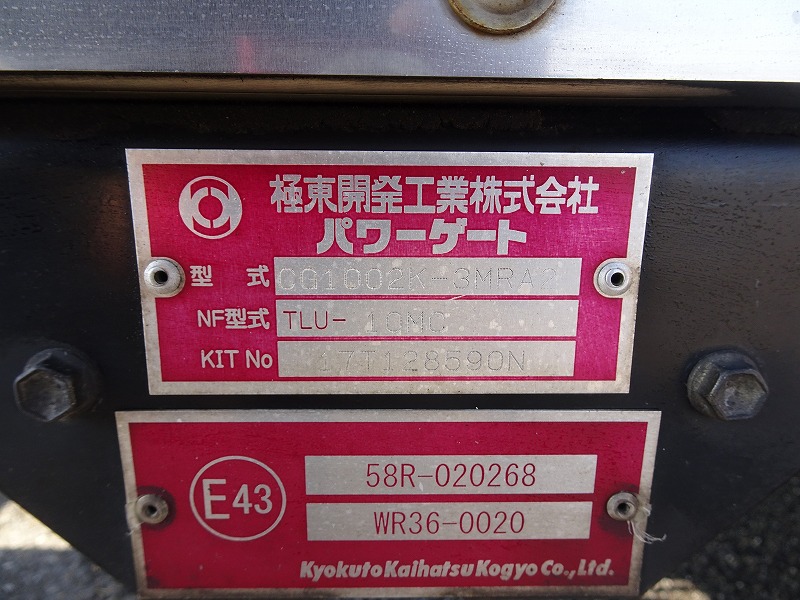 極東開発工業株式会社
パワーゲート
型 式 CG1002K-3MRA2
NF型式 TLU- 10MC
KIT No 17T128590N
E43
58R-020268
WR36-0020
Kyokuto Kaihatsu Kogyo Co.,Ltd.